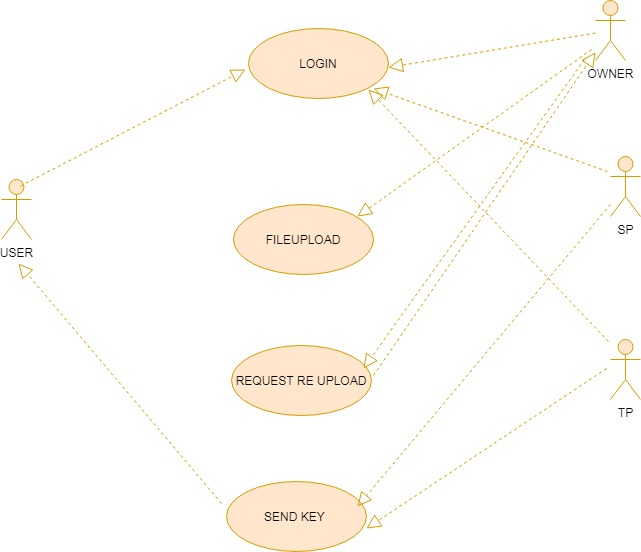 LOGIN
OWNER
SP
FILEUPLOAD
USER
REQUEST RE UPLOAD
TP
SEND KEY